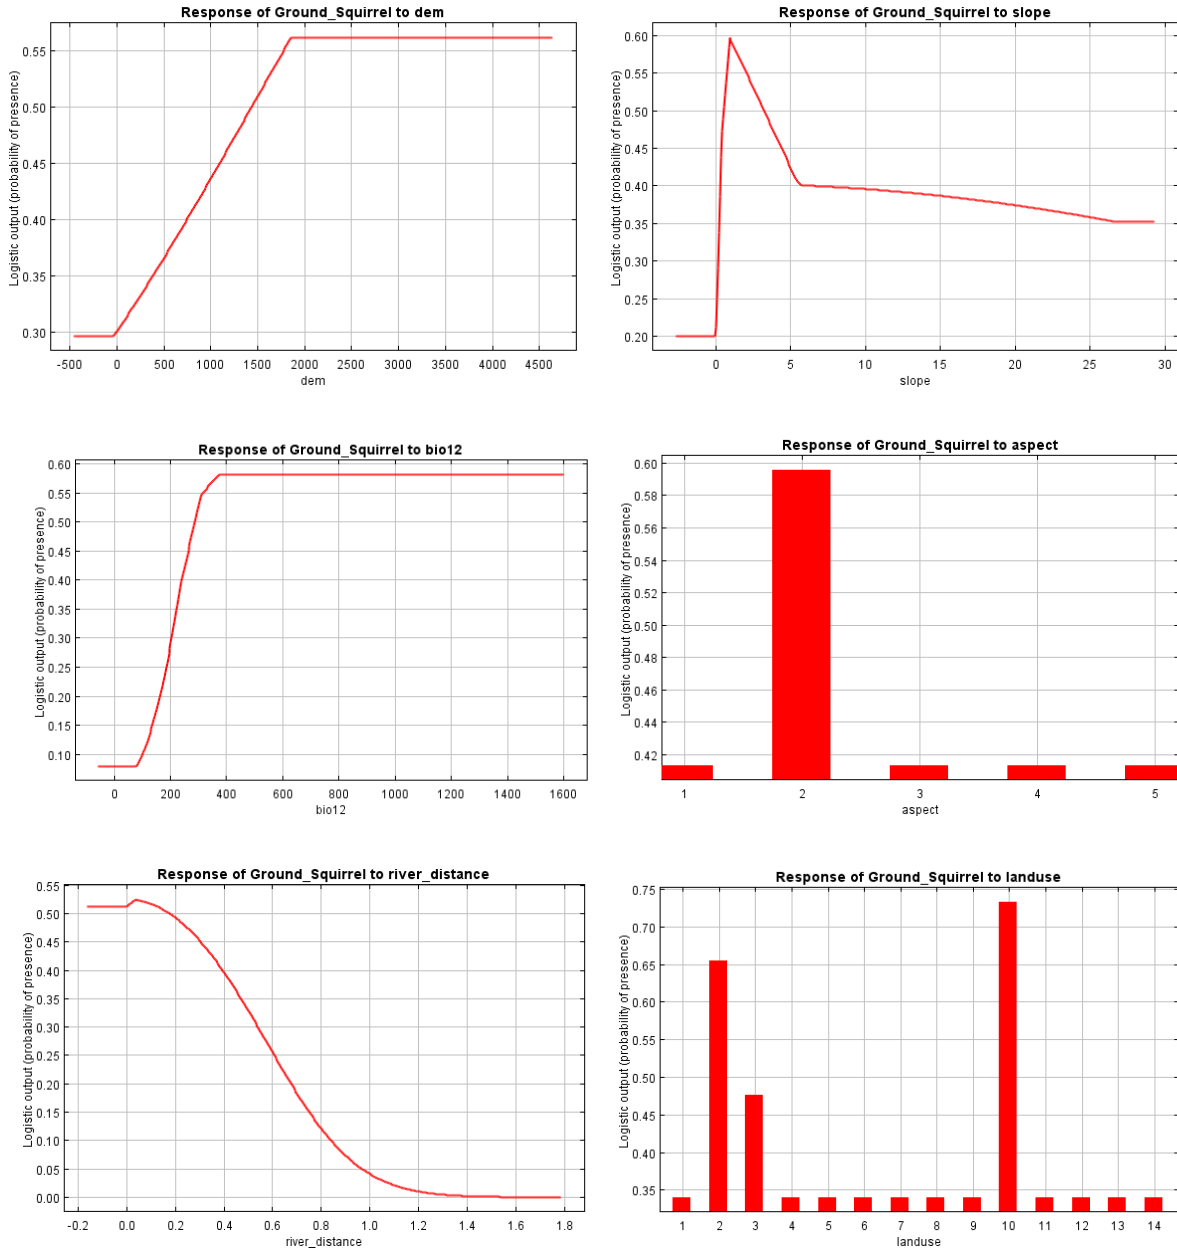 Response of Ground_Squirrel to dem
Logistic output (probability of presence)
0.55
0.50
0.45
0.40
0.35
0.30
-500 0 500 1000 1500 2000 2500 3000 3500 4000 4500
dem
Response of Ground_Squirrel to slope
Logistic output (probability of presence)
0.60
0.55
0.50
0.45
0.40
0.35
0.30
0.25
0.20
0 5 10 15 20 25 30
slope
Response of Ground_Squirrel to bio12
Logistic output (probability of presence)
0.60
0.55
0.50
0.45
0.40
0.35
0.30
0.25
0.20
0.15
0.10
0 200 400 600 800 1000 1200 1400 1600
bio12
Response of Ground_Squirrel to aspect
Logistic output (probability of presence)
0.60
0.58
0.56
0.54
0.52
0.50
0.48
0.46
0.44
0.42
1 2 3 4 5
aspect
Response of Ground_Squirrel to river_distance
Logistic output (probability of presence)
0.55
0.50
0.45
0.40
0.35
0.30
0.25
0.20
0.15
0.10
0.05
0.00
-0.2 0.0 0.2 0.4 0.6 0.8 1.0 1.2 1.4 1.6 1.8
river_distance
Response of Ground_Squirrel to landuse
Logistic output (probability of presence)
0.75
0.70
0.65
0.60
0.55
0.50
0.45
0.40
0.35
1 2 3 4 5 6 7 8 9 10 11 12 13 14
landuse